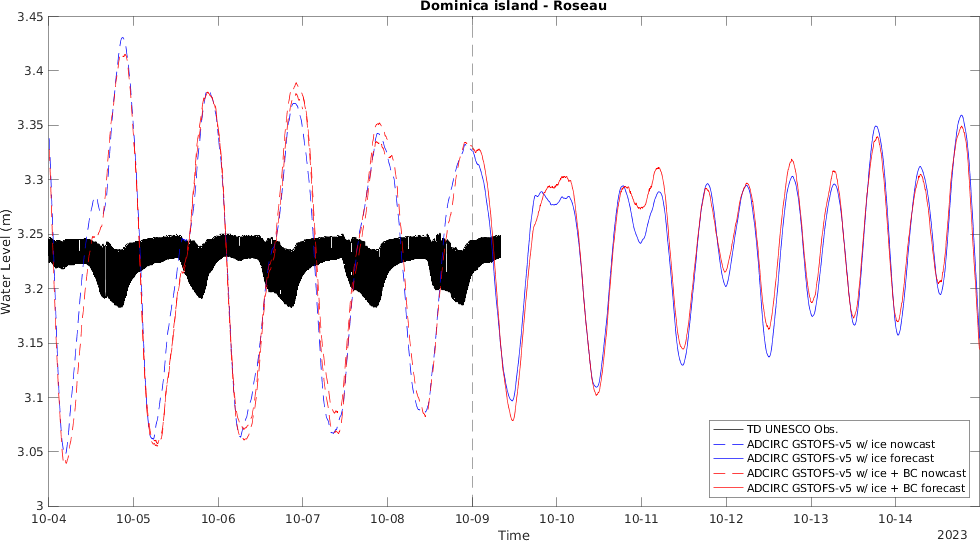 Dominica island - Roseau
3.45
3.4
3.35
3.3
3.25
3.2
3.15
3.1
3.05
3
Water Level (m)
10-04 10-05 10-06 10-07 10-08 10-09 10-10 10-11 10-12 10-13 10-14
Time
2023
TD UNESCO Obs.
ADCIRC GSTOFS-v5 w/ ice nowcast
ADCIRC GSTOFS-v5 w/ ice forecast
ADCIRC GSTOFS-v5 w/ ice + BC nowcast
ADCIRC GSTOFS-v5 w/ ice + BC forecast